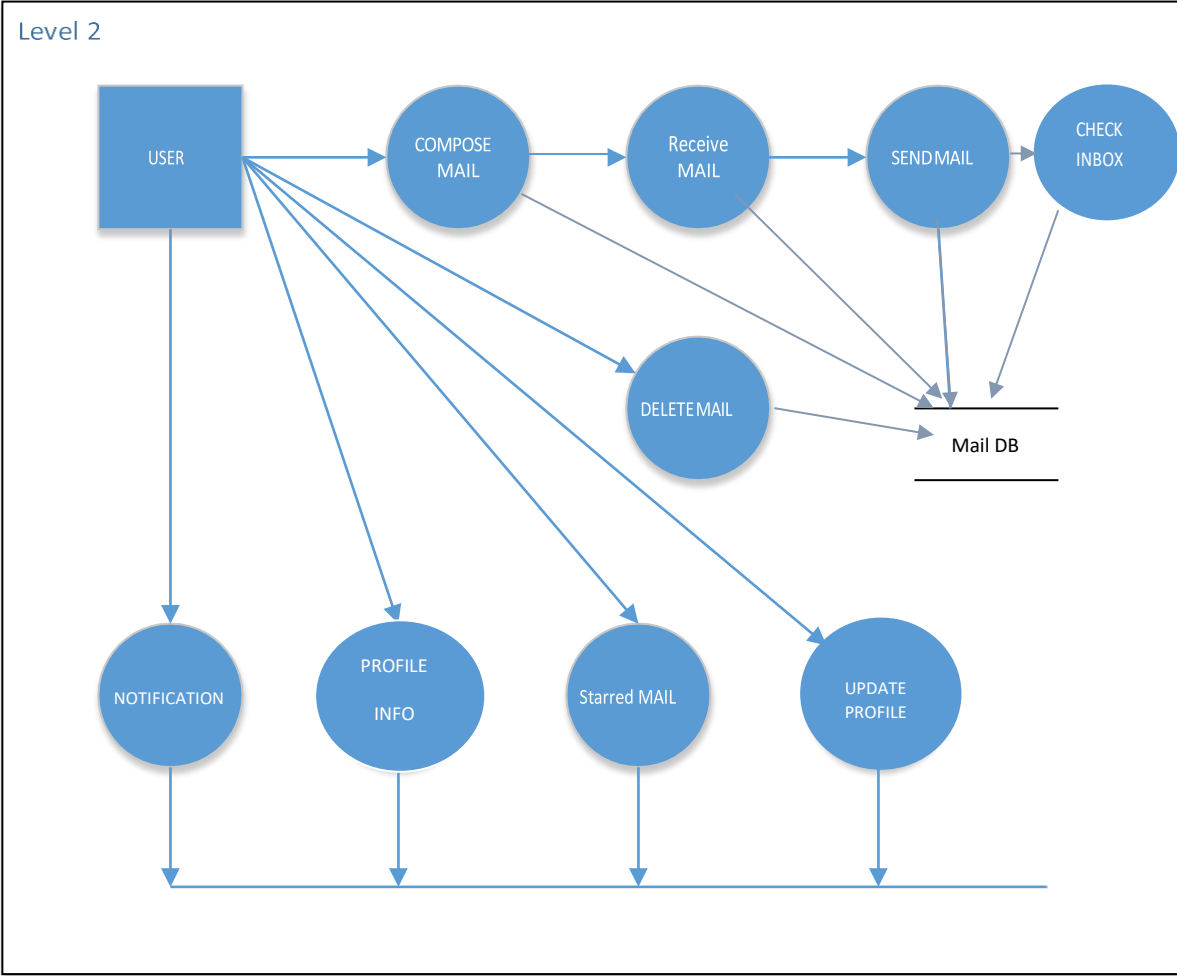 Level 2
USER
COMPOSE
MAIL
Receive
MAIL
SEND MAIL
CHECK
INBOX
DELETE MAIL
Mail DB
NOTIFICATION
PROFILE
INFO
Starred MAIL
UPDATE
PROFILE